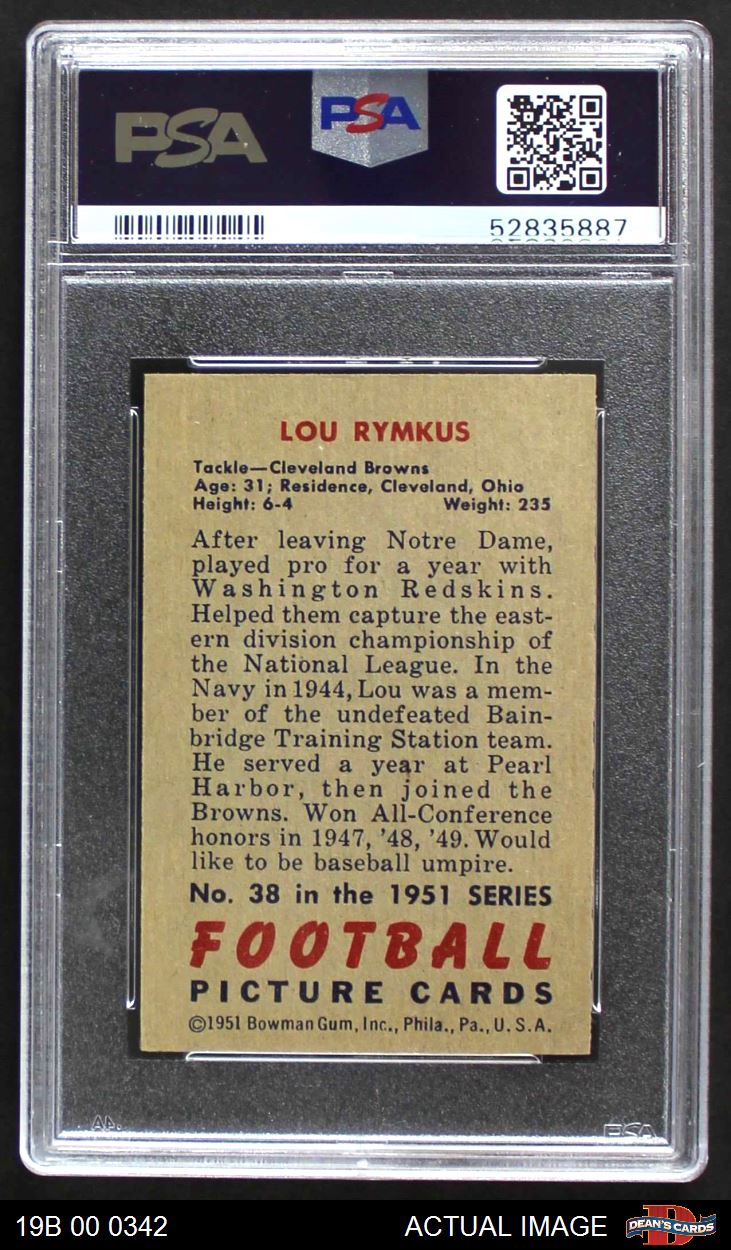 PSA
PSA
52835887
LOU RYMKUS
Tackle—Cleveland Browns
Age: 31; Residence, Cleveland, Ohio
Height: 6-4 Weight: 235
After leaving Notre Dame,
played pro for a year with
Washington Redskins.
Helped them capture the east-
ern division championship of
the National League. In the
Navy in 1944, Lou was a mem-
ber of the undefeated Bain-
bridge Training Station team.
He served a year at Pearl
Harbor, then joined the
Browns. Won All-Conference
honors in 1947, '48, '49. Would
like to be baseball umpire.
No. 38 in the 1951 SERIES
FOOTBALL
PICTURE CARDS
©1951 Bowman Gum, Inc., Phila., Pa., U. S. A.
PSA
19B 00 0342 ACTUAL IMAGE DEAN'S CARDS